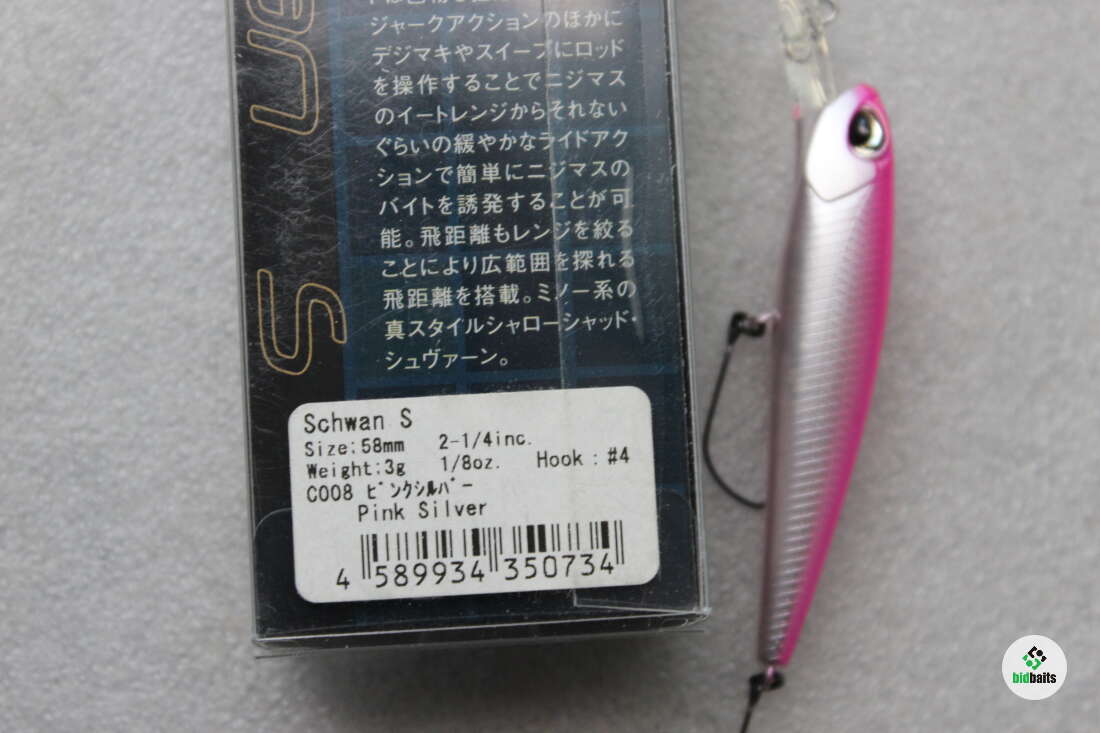 ジャークアクションのほかに
デジマキやスイープにロッド
を操作することでニジマス
のイートレンジからそれない
ぐらいの緩やかなライドアク
ションで簡単にニジマスの
バイトを誘発することが可
能。飛距離もレンジを絞る
ことにより広範囲を探れる
飛距離を搭載。ミノー系の
真スタイルシャローシャッド・
シュヴァーン。
Schwan S
Size:58mm 2-1/4inc.
Weight:3g 1/8oz. Hook : #4
C008 ピンクシルバー
Pink Silver
4 589934 350734
bidbaits